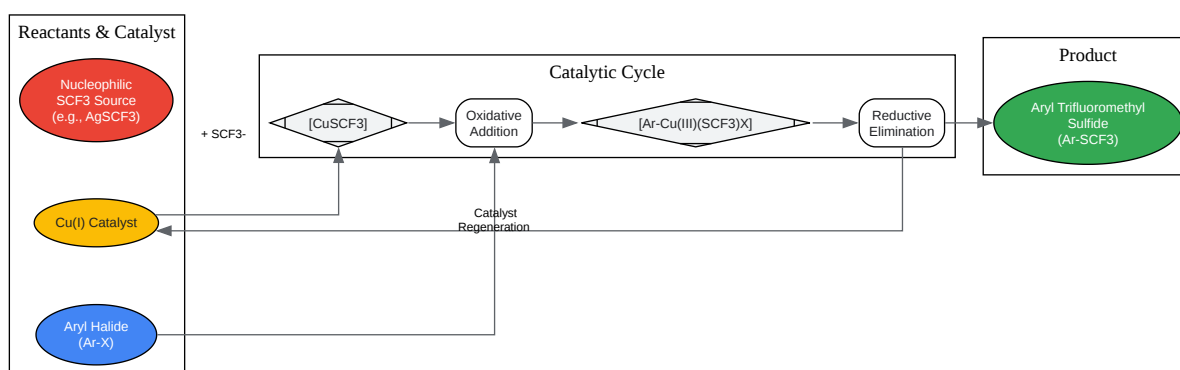 Reactants & Catalyst
Nucleophilic
SCF3 Source
(e.g., AgSCF3)
Cu(I) Catalyst
Aryl Halide
(Ar-X)
+ SCF3-
Catalytic Cycle
[CuSCF3]
Oxidative
Addition
[Ar-Cu(III)(SCF3)X]
Reductive
Elimination
Catalyst
Regeneration
Product
Aryl Trifluoromethyl
Sulfide
(Ar-SCF3)